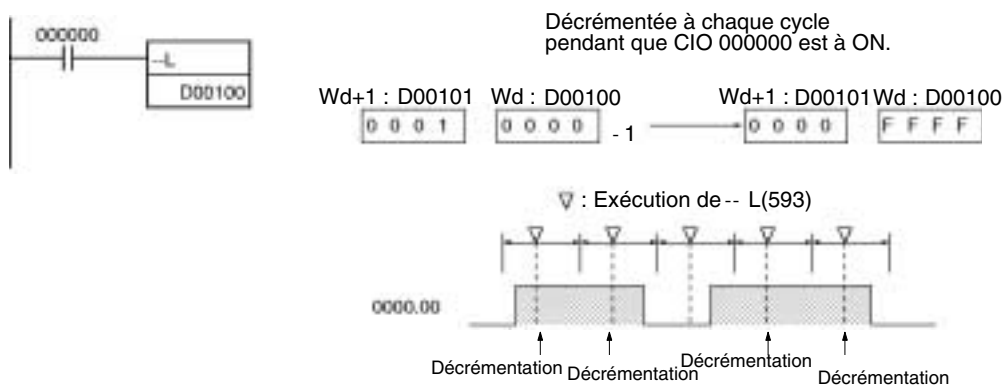 Décrémentée à chaque cycle
pendant que CIO 000000 est à ON.
000000
--L
D00100
Wd+1 : D00101 Wd : D00100 Wd+1 : D00101 Wd : D00100
0 0 0 1 0 0 0 0 - 1 0 0 0 0 F F F F
: Exécution de -- L(593)
0000.00
Décrémentation Décrémentation Décrémentation Décrémentation